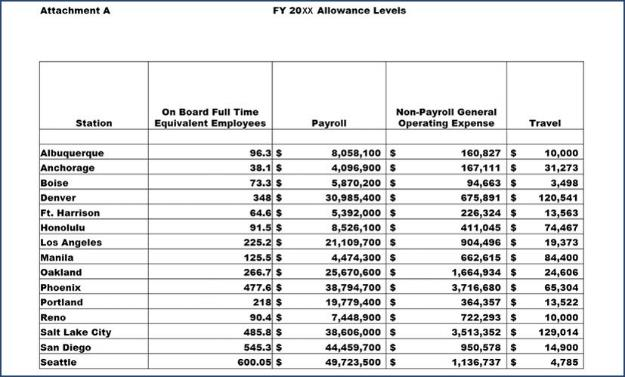 Attachment A FY 20XX Allowance Levels
On Board Full Time Non-Payroll General
Station Equivalent Employees Payroll Operating Expense Travel
Albuquerque 96.3 $ 8,058,100 $ 160,827 $ 10,000
Anchorage 38.1 $ 4,096,900 $ 167,111 $ 31,273
Boise 73.3 $ 5,870,200 $ 94,663 $ 3,498
Denver 348 $ 30,985,400 $ 675,891 $ 120,541
Ft. Harrison 64.6 $ 5,392,000 $ 226,324 $ 13,563
Honolulu 91.5 $ 8,526,100 $ 411,045 $ 74,467
Los Angeles 225.2 $ 21,109,700 $ 904,496 $ 19,373
Manila 125.5 $ 4,474,300 $ 662,615 $ 84,400
Oakland 266.7 $ 25,670,600 $ 1,664,934 $ 24,606
Phoenix 477.6 $ 38,794,700 $ 3,716,680 $ 65,304
Portland 218 $ 19,779,400 $ 364,357 $ 13,522
Reno 90.4 $ 7,448,900 $ 722,293 $ 10,000
Salt Lake City 485.8 $ 38,606,000 $ 3,513,352 $ 129,014
San Diego 545.3 $ 44,459,700 $ 950,578 $ 14,900
Seattle 600.05 $ 49,723,500 $ 1,136,737 $ 4,785